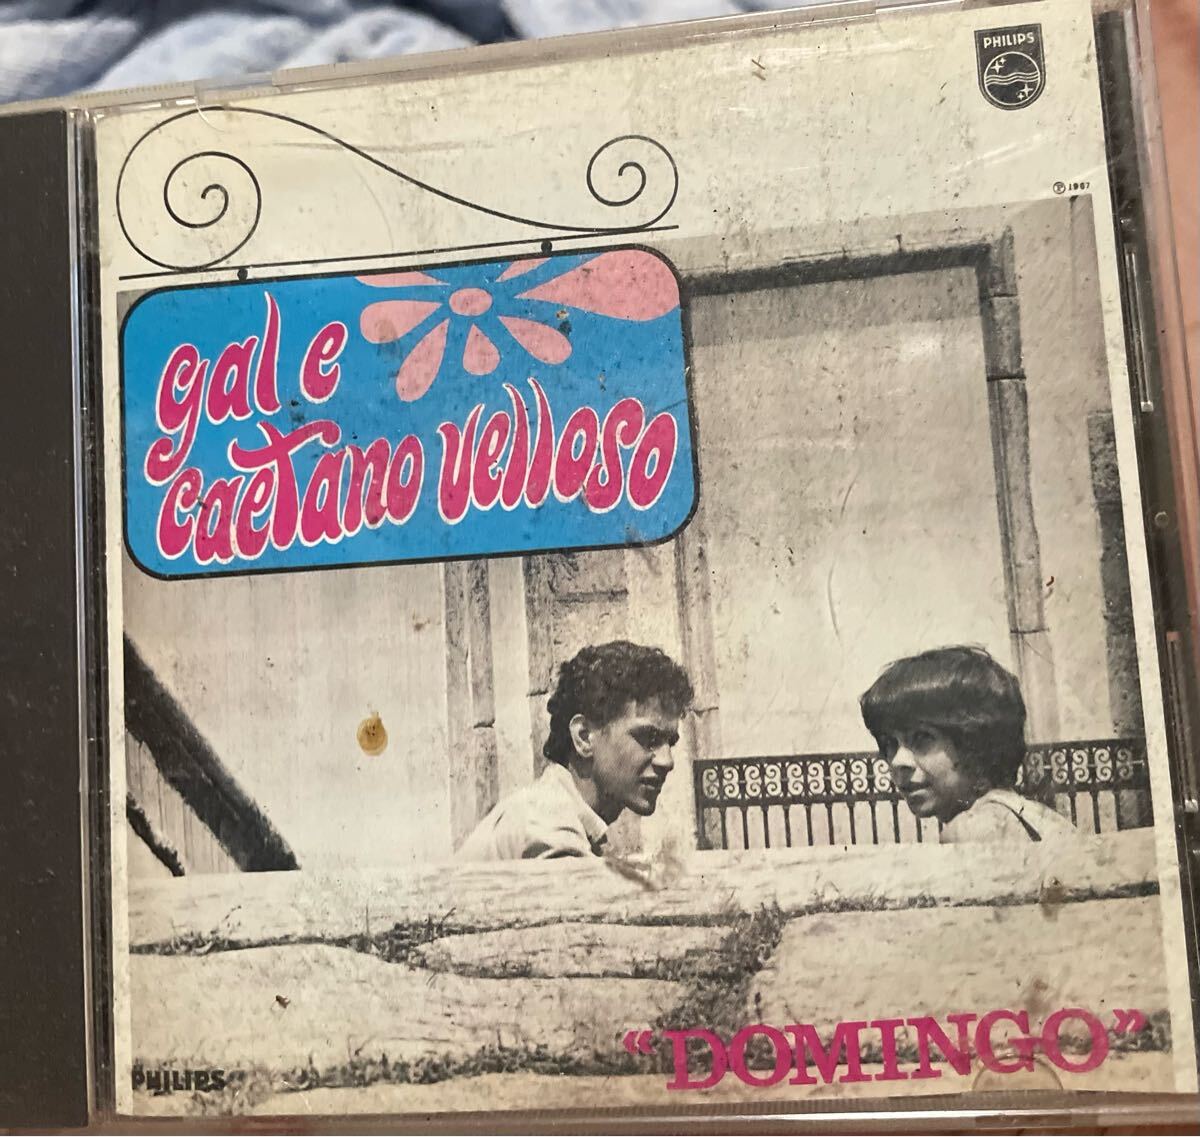 PHILIPS
℗ 1967
gal e
caetano velloso
"DOMINGO"
PHILIPS